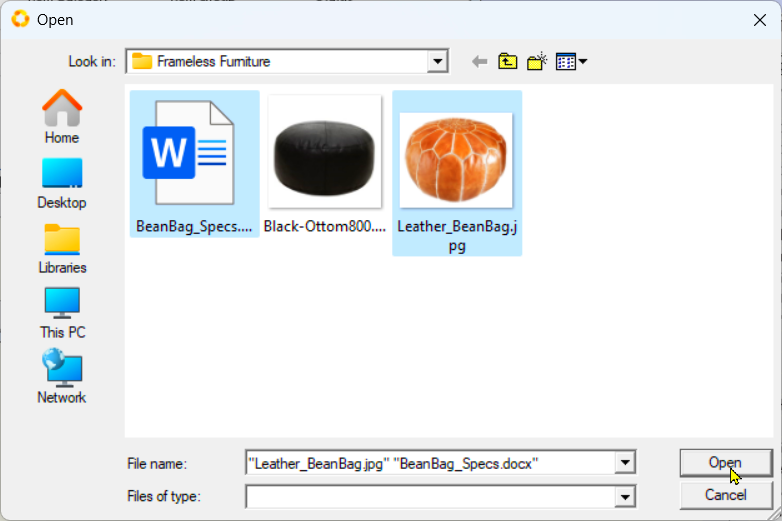 Open
Look in:
Frameless Furniture
Home
Desktop
Libraries
This PC
Network
W
BeanBag_Specs....
Black-Ottom800....
Leather_BeanBag.j
pg
File name:
"Leather_BeanBag.jpg" "BeanBag_Specs.docx"
Open
Files of type:
Cancel